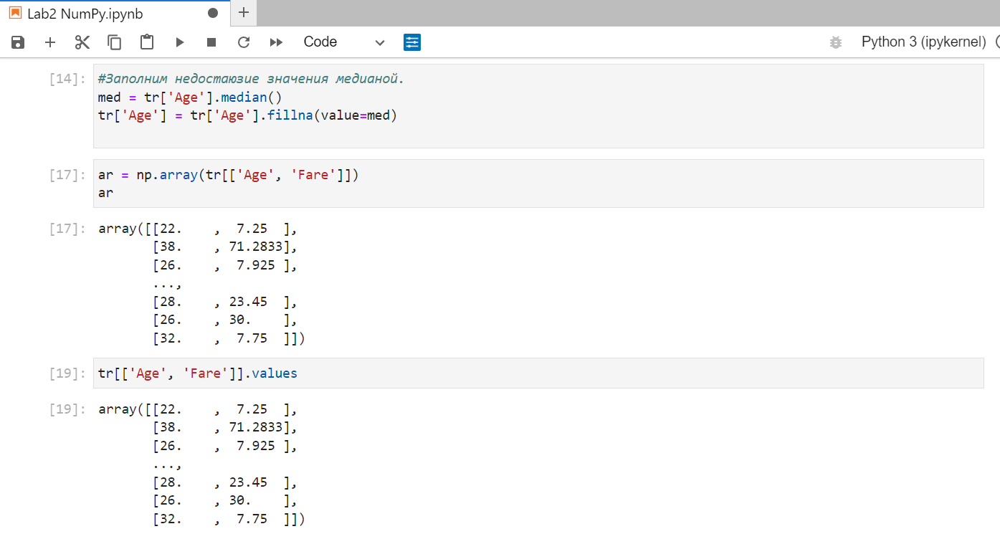 Lab2 NumPy.ipynb
Code
Python 3 (ipykernel)
[14]: #Заполним недостаюзие значения медианой.
med = tr['Age'].median()
tr['Age'] = tr['Age'].fillna(value=med)
[17]: ar = np.array(tr[['Age', 'Fare']])
ar
[17]: array([[22.    ,  7.25  ],
[38.    , 71.2833],
[26.    ,  7.925 ],
...,
[28.    , 23.45  ],
[26.    , 30.    ],
[32.    ,  7.75  ]])
[19]: tr[['Age', 'Fare']].values
[19]: array([[22.    ,  7.25  ],
[38.    , 71.2833],
[26.    ,  7.925 ],
...,
[28.    , 23.45  ],
[26.    , 30.    ],
[32.    ,  7.75  ]])